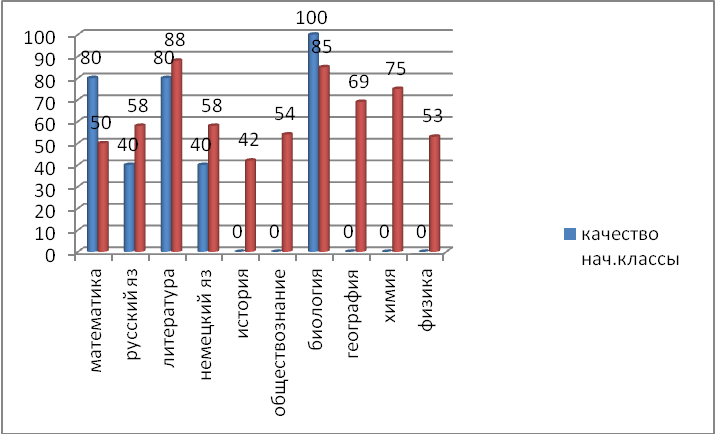 100
90
80
70
60
50
40
30
20
10
0
80
50
40
58
80
88
40
58
0
42
0
54
100
85
0
69
0
75
0
53
математика
русский яз
литература
немецкий яз
история
обществознание
биология
география
химия
физика
качество
нач.классы